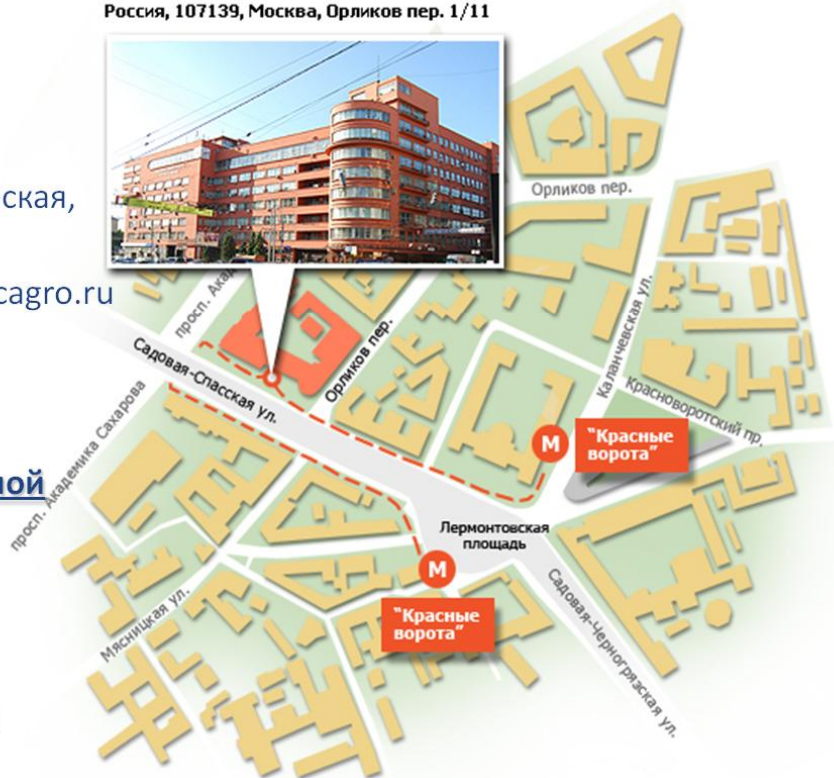 Россия, 107139, Москва, Орликов пер. 1/11
ская,
cagro.ru
ной
Орликов пер.
просп. Ака
Садовая-Спасская ул.
Орликов пер.
Каланчевская ул.
Красноворотский пр.
просп. Академика Сахарова
М
"Красные
ворота"
Лермонтовская
площадь
М
"Красные
ворота"
Мясницкая ул.
Садовая-Черногрязская ул.